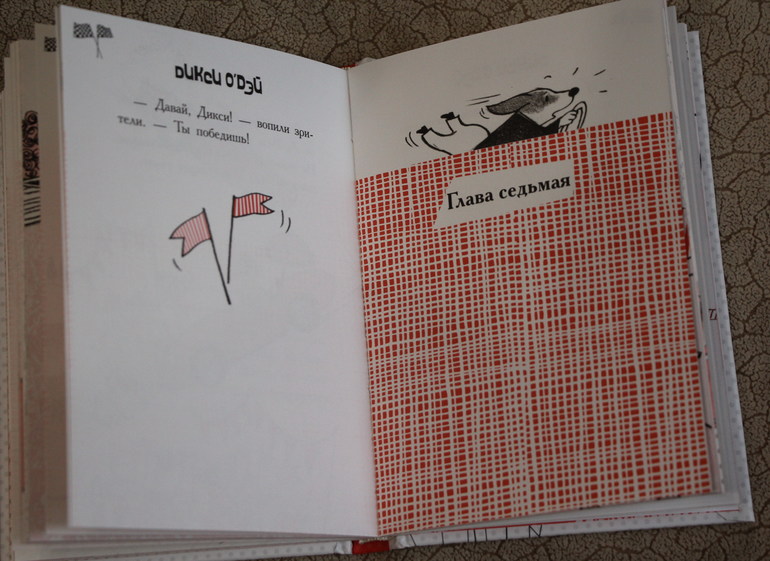 ДИКСИ О'ДЭЙ
— Давай, Дикси! — вопили зри-
тели. — Ты победишь!
Глава седьмая